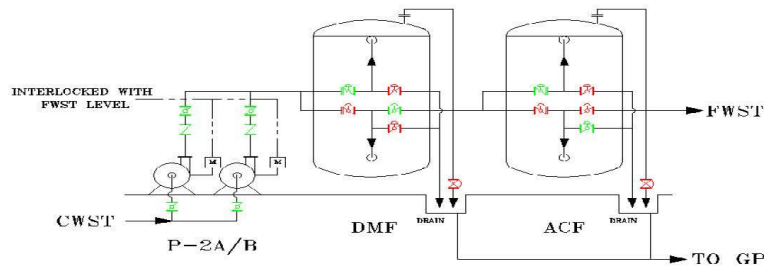 INTERLOCKED WITH
FWST LEVEL
FWST
M
M
CWST
P-2A/B
DMF
DRAIN
ACF
DRAIN
TO GP